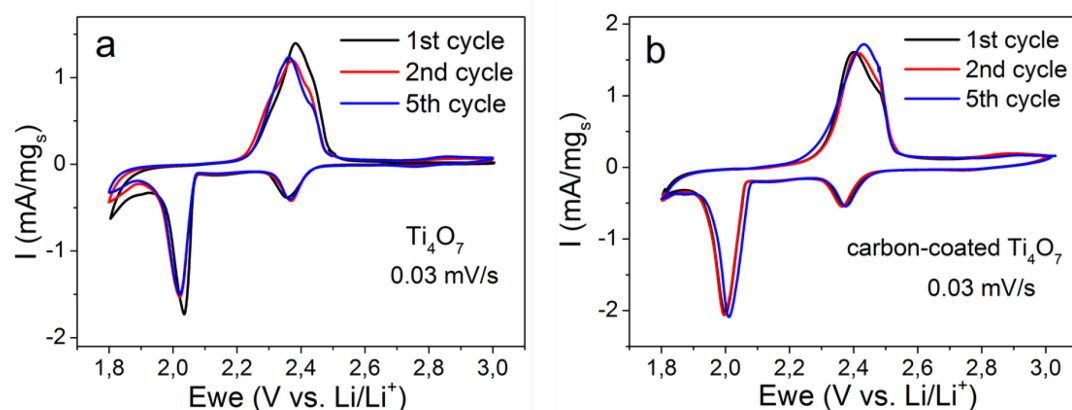 a
1st cycle
2nd cycle
5th cycle
Ti₄O₇
0.03 mV/s
I (mA/mgₛ)
1
0
-1
-2
1,8 2,0 2,2 2,4 2,6 2,8 3,0
Ewe (V vs. Li/Li⁺)
b
1st cycle
2nd cycle
5th cycle
carbon-coated Ti₄O₇
0.03 mV/s
I (mA/mgₛ)
2
1
0
-1
-2
1,8 2,0 2,2 2,4 2,6 2,8 3,0
Ewe (V vs. Li/Li⁺)